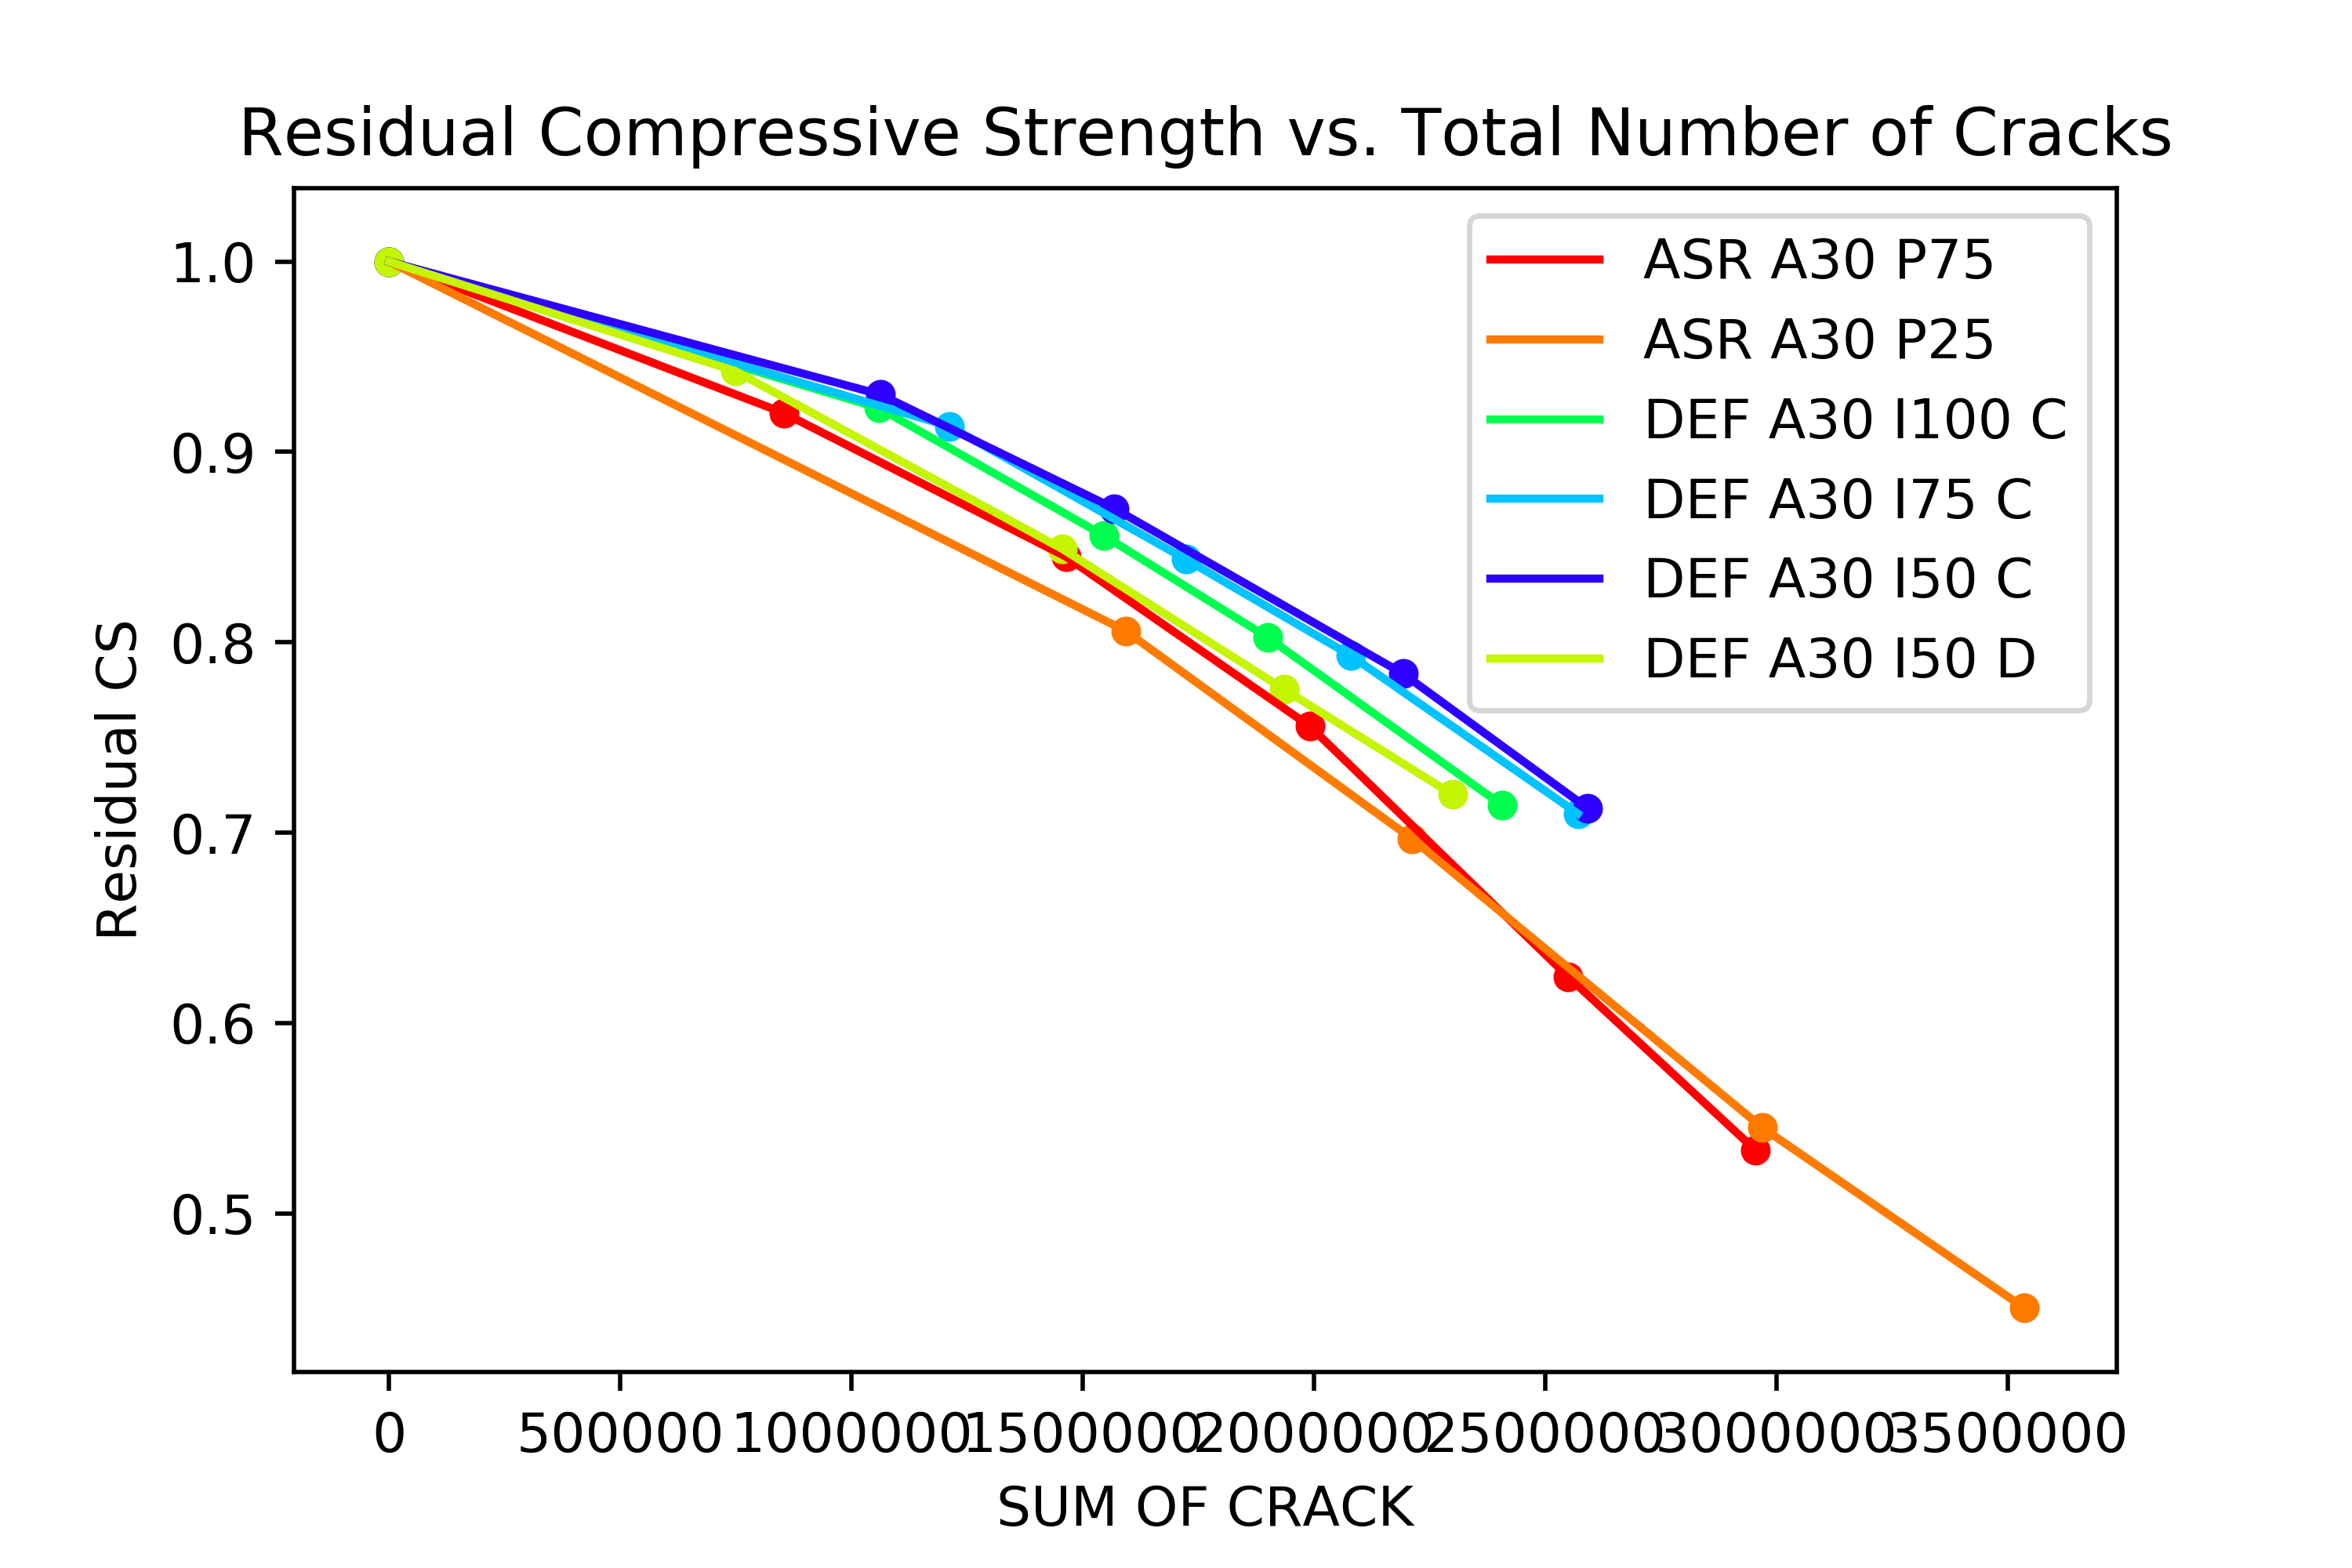 Residual Compressive Strength vs. Total Number of Cracks
ASR A30 P75
ASR A30 P25
DEF A30 I100 C
DEF A30 I75 C
DEF A30 I50 C
DEF A30 I50 D
1.0
0.9
0.8
0.7
0.6
0.5
Residual CS
0 500000 1000000 1500000 2000000 2500000 3000000 3500000
SUM OF CRACK